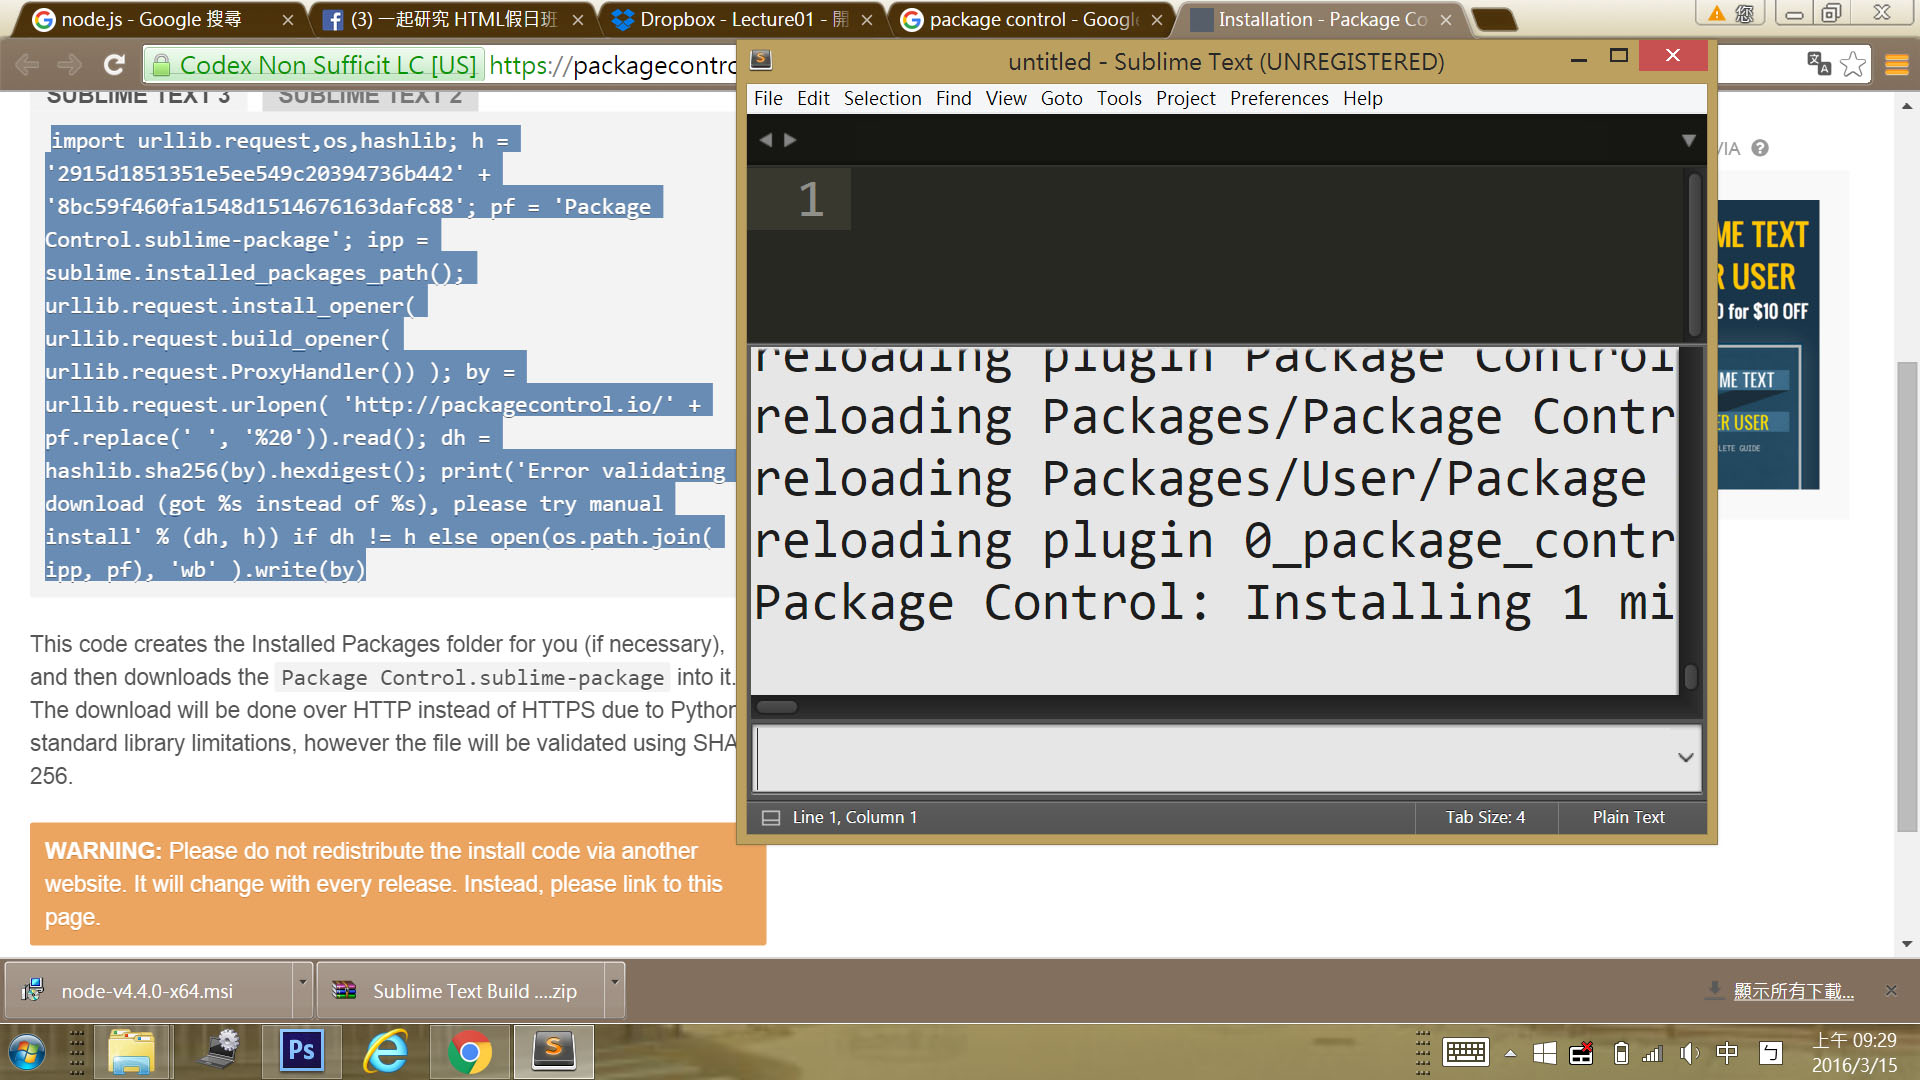 node.js - Google 搜尋
(3) 一起研究 HTML假日班
Dropbox - Lecture01 - 開
package control - Google
Installation - Package Co
您
Codex Non Sufficit LC [US]
https://packagecontro
SUBLIME TEXT 3
SUBLIME TEXT 2
import urllib.request,os,hashlib; h =
'2915d1851351e5ee549c20394736b442' +
'8bc59f460fa1548d1514676163dafc88'; pf = 'Package
Control.sublime-package'; ipp =
sublime.installed_packages_path();
urllib.request.install_opener(
urllib.request.build_opener(
urllib.request.ProxyHandler()) ); by =
urllib.request.urlopen( 'http://packagecontrol.io/' +
pf.replace(' ', '%20')).read(); dh =
hashlib.sha256(by).hexdigest(); print('Error validating
download (got %s instead of %s), please try manual
install' % (dh, h)) if dh != h else open(os.path.join(
ipp, pf), 'wb' ).write(by)
This code creates the Installed Packages folder for you (if necessary),
and then downloads the Package Control.sublime-package into it.
The download will be done over HTTP instead of HTTPS due to Python
standard library limitations, however the file will be validated using SHA
256.
WARNING: Please do not redistribute the install code via another
website. It will change with every release. Instead, please link to this
page.
untitled - Sublime Text (UNREGISTERED)
File Edit Selection Find View Goto Tools Project Preferences Help
1
reloading plugin Package Control
reloading Packages/Package Contr
reloading Packages/User/Package
reloading plugin 0_package_contr
Package Control: Installing 1 mi
Line 1, Column 1
Tab Size: 4
Plain Text
VIA
ME TEXT
R USER
0 for $10 OFF
ME TEXT
ER USER
LETE GUIDE
node-v4.4.0-x64.msi
Sublime Text Build ....zip
顯示所有下載...
Ps
中
ㄅ
上午 09:29
2016/3/15